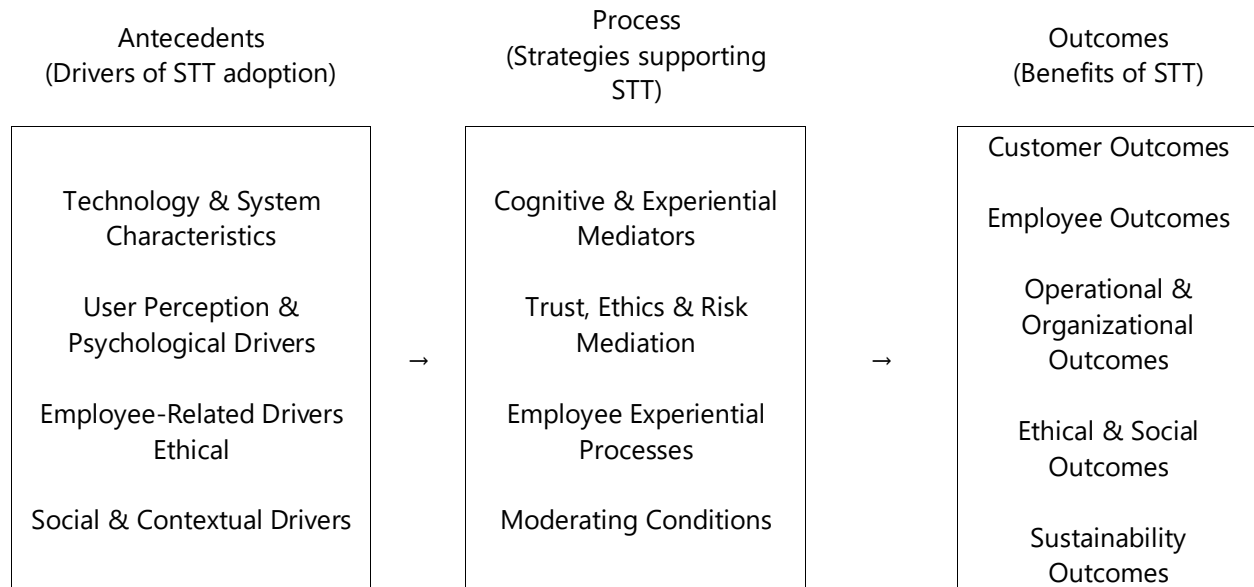 Antecedents
(Drivers of STT adoption)
Process
(Strategies supporting
STT)
Outcomes
(Benefits of STT)
Technology & System
Characteristics
User Perception &
Psychological Drivers
Employee-Related Drivers
Ethical
Social & Contextual Drivers
→
Cognitive & Experiential
Mediators
Trust, Ethics & Risk
Mediation
Employee Experiential
Processes
Moderating Conditions
→
Customer Outcomes
Employee Outcomes
Operational &
Organizational
Outcomes
Ethical & Social
Outcomes
Sustainability
Outcomes